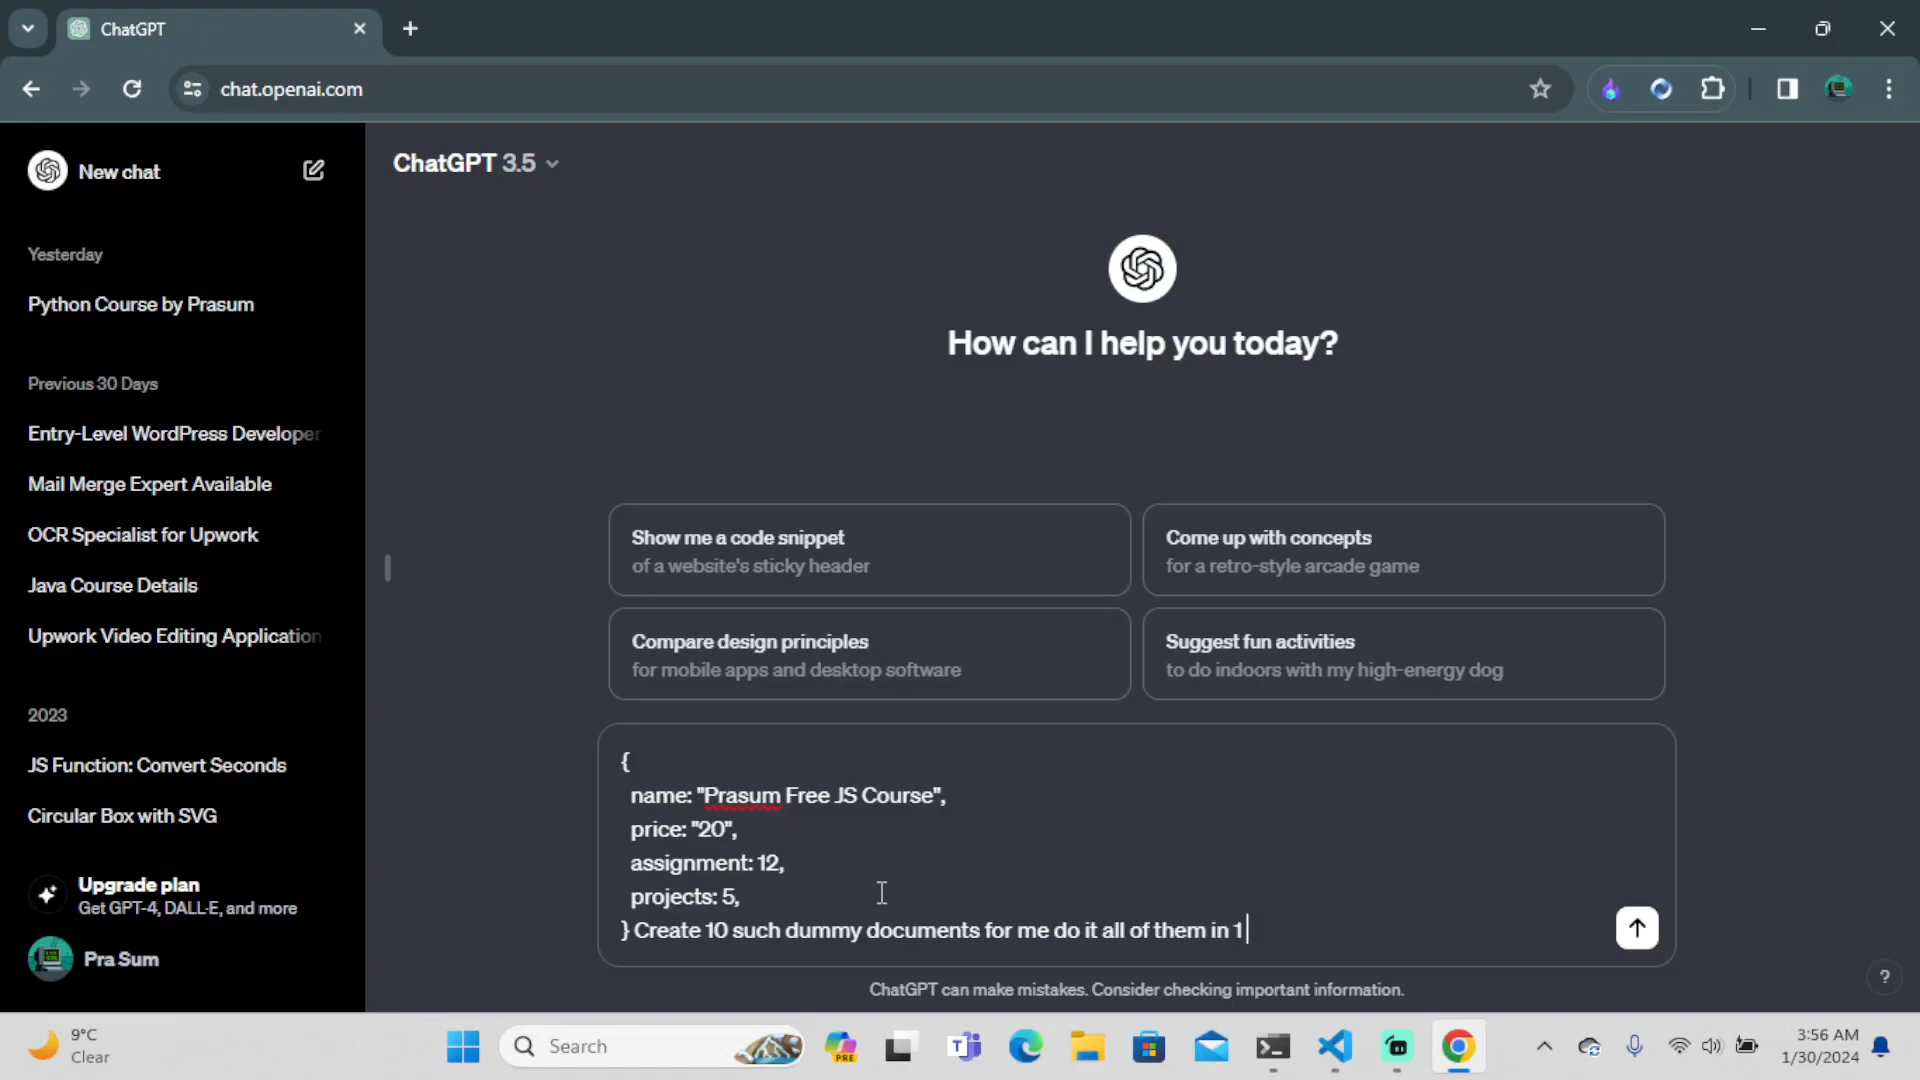 ChatGPT
chat.openai.com
New chat
ChatGPT 3.5
Yesterday
Python Course by Prasum
Previous 30 Days
Entry-Level WordPress Developer
Mail Merge Expert Available
OCR Specialist for Upwork
Java Course Details
Upwork Video Editing Application
2023
JS Function: Convert Seconds
Circular Box with SVG
Upgrade plan
Get GPT-4, DALL·E, and more
Pra Sum
How can I help you today?
Show me a code snippet
of a website's sticky header
Come up with concepts
for a retro-style arcade game
Compare design principles
for mobile apps and desktop software
Suggest fun activities
to do indoors with my high-energy dog
{
name: "Prasum Free JS Course",
price: "20",
assignment: 12,
projects: 5,
} Create 10 such dummy documents for me do it all of them in 1
ChatGPT can make mistakes. Consider checking important information.
?
9°C
Clear
Search
PRE
3:56 AM
1/30/2024